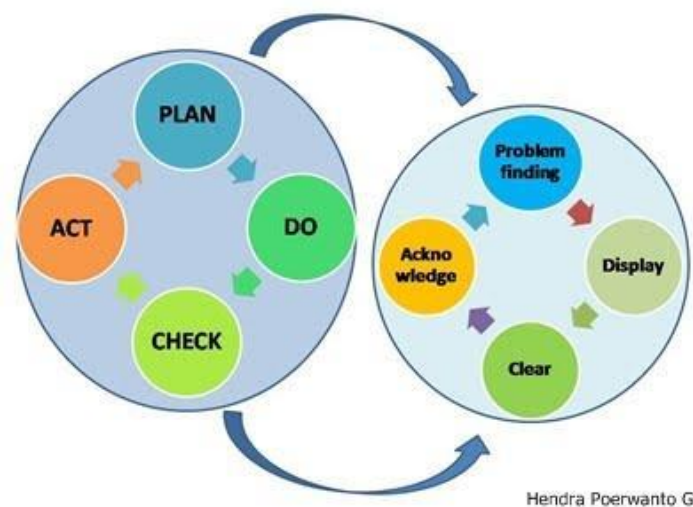 PLAN
DO
CHECK
ACT
Problem
finding
Display
Clear
Ackno
wledge
Hendra Poerwanto G